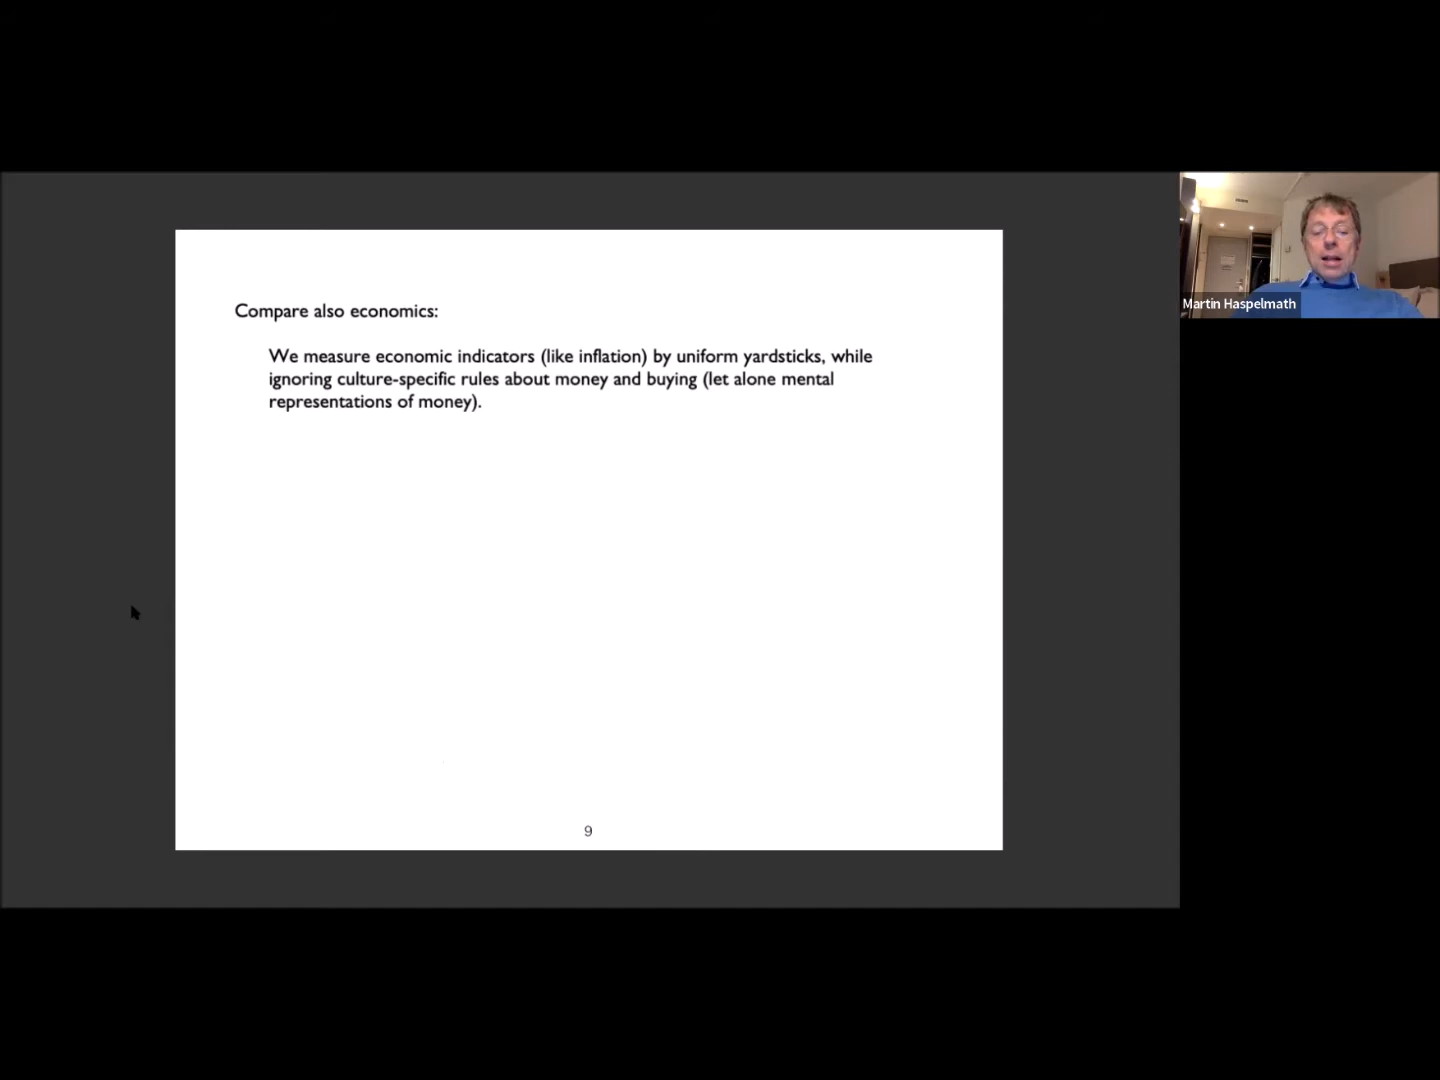 Compare also economics:
We measure economic indicators (like inflation) by uniform yardsticks, while
ignoring culture-specific rules about money and buying (let alone mental
representations of money).
9
Martin Haspelmath